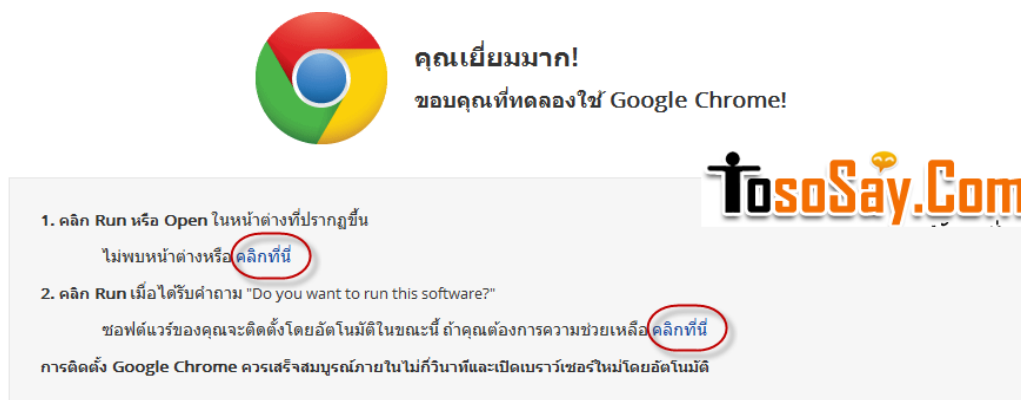 คุณเยี่ยมมาก!
ขอบคุณที่ทดลองใช้ Google Chrome!
TosoSay.Com
1. คลิก Run หรือ Open ในหน้าต่างที่ปรากฏขึ้น
ไม่พบหน้าต่างหรือ คลิกที่นี่
2. คลิก Run เมื่อได้รับคำถาม "Do you want to run this software?"
ซอฟต์แวร์ของคุณจะติดตั้งโดยอัตโนมัติในขณะนี้ ถ้าคุณต้องการความช่วยเหลือ คลิกที่นี่
การติดตั้ง Google Chrome ควรเสร็จสมบูรณ์ภายในไม่กี่วินาทีและเปิดเบราว์เซอร์ใหม่โดยอัตโนมัติ